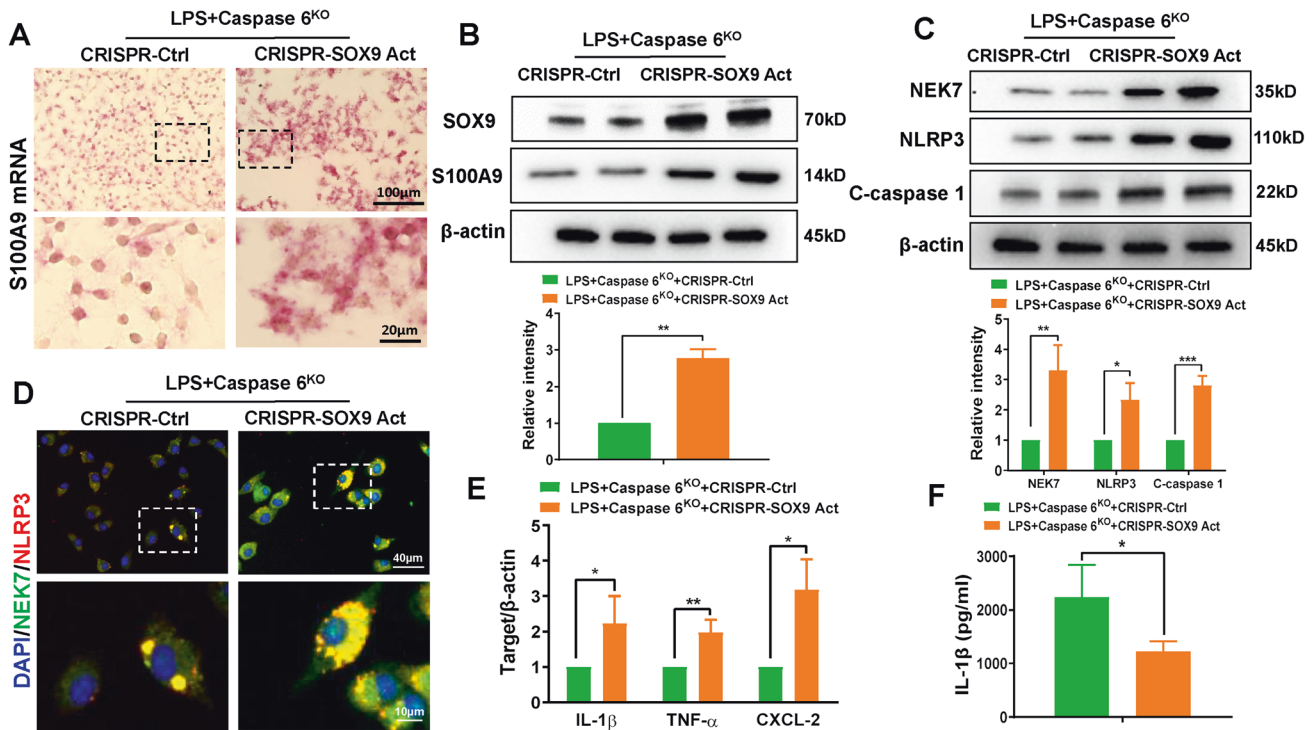 A
LPS+Caspase 6KO
CRISPR-Ctrl
CRISPR-SOX9 Act
S100A9 mRNA
100μm
20μm
B
LPS+Caspase 6KO
CRISPR-Ctrl
CRISPR-SOX9 Act
SOX9
70kD
S100A9
14kD
β-actin
45kD
LPS+Caspase 6KO+CRISPR-Ctrl
LPS+Caspase 6KO+CRISPR-SOX9 Act
Relative intensity
4
3
2
1
0
**
C
LPS+Caspase 6KO
CRISPR-Ctrl
CRISPR-SOX9 Act
NEK7
35kD
NLRP3
110kD
C-caspase 1
22kD
β-actin
45kD
LPS+Caspase 6KO+CRISPR-Ctrl
LPS+Caspase 6KO+CRISPR-SOX9 Act
Relative intensity
5
4
3
2
1
0
**
*
***
NEK7
NLRP3
C-caspase 1
D
LPS+Caspase 6KO
CRISPR-Ctrl
CRISPR-SOX9 Act
DAPI/NEK7/NLRP3
40μm
10μm
E
LPS+Caspase 6KO+CRISPR-Ctrl
LPS+Caspase 6KO+CRISPR-SOX9 Act
Target/β-actin
5
4
3
2
1
0
*
**
*
IL-1β
TNF-α
CXCL-2
F
LPS+Caspase 6KO+CRISPR-Ctrl
LPS+Caspase 6KO+CRISPR-SOX9 Act
IL-1β (pg/ml)
3000
2000
1000
0
*